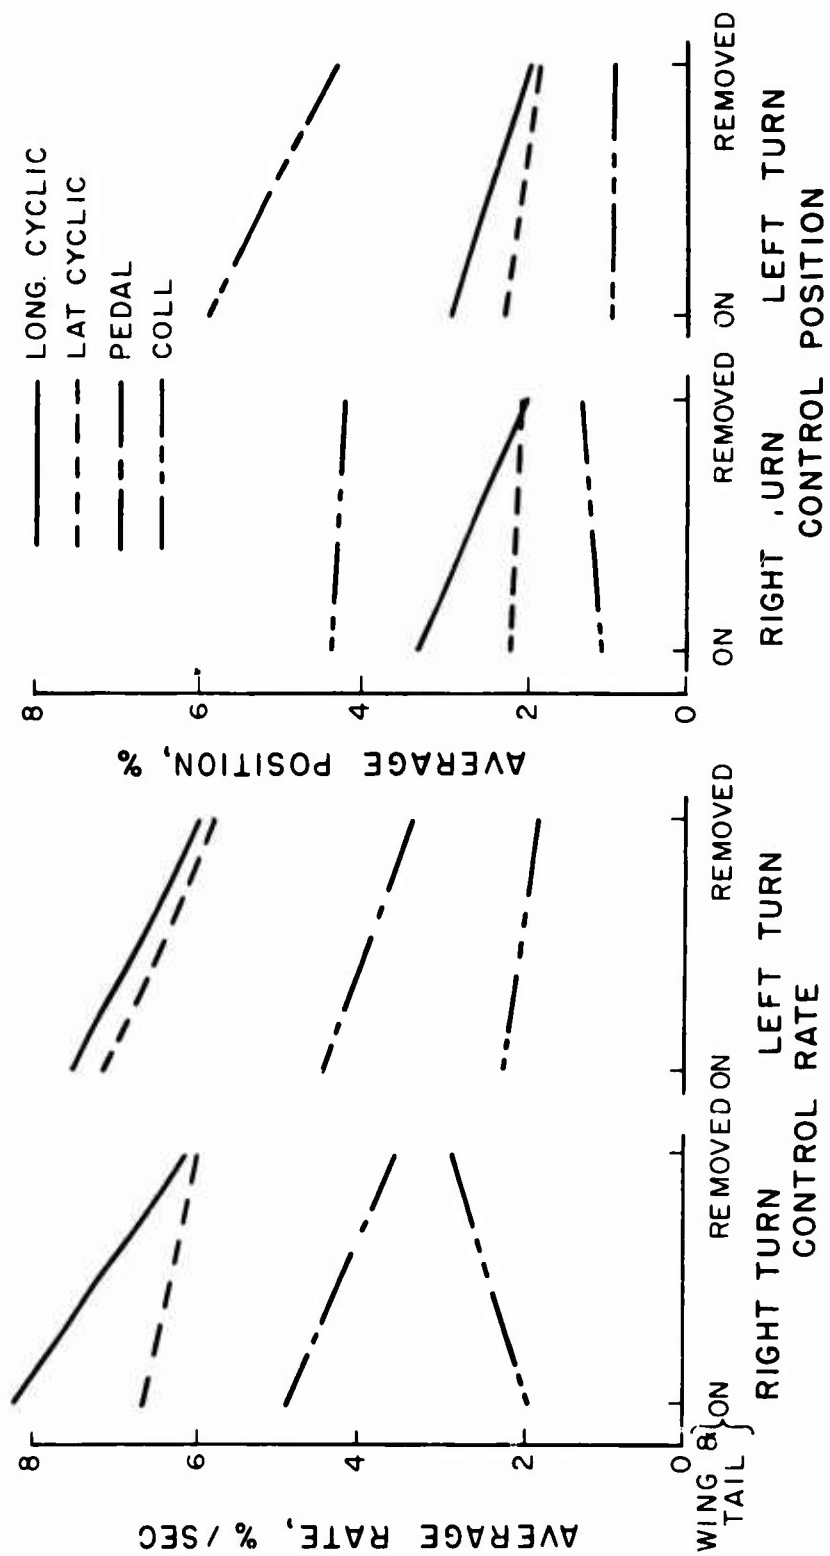 LONG. CYCLIC
LAT CYCLIC
PEDAL
COLL
8
6
4
2
0
AVERAGE RATE, % / SEC
WING &
TAIL
ON
REMOVED
ON
REMOVED
RIGHT TURN
LEFT TURN
CONTROL RATE
8
6
4
2
0
AVERAGE POSITION, %
ON
REMOVED
ON
REMOVED
RIGHT URN
LEFT TURN
CONTROL POSITION